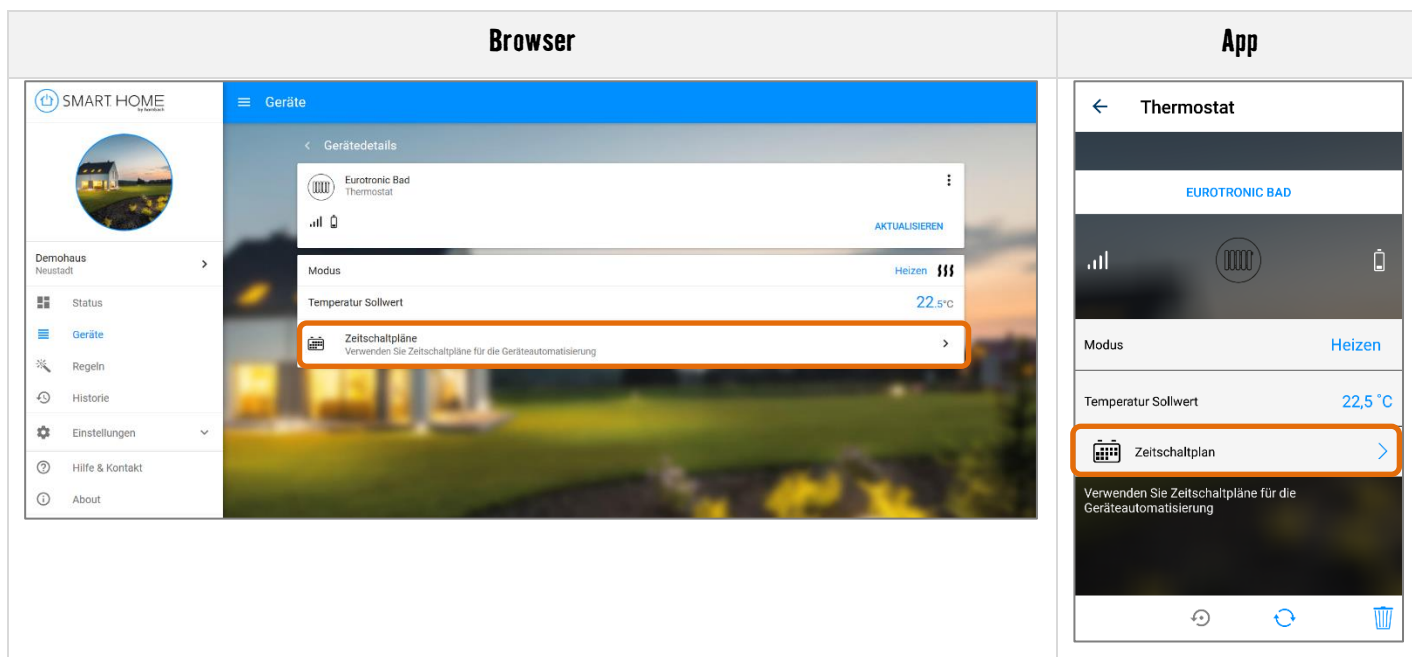 Browser
App
SMART HOME
by hornbach
Geräte
Gerätedetails
Eurotronic Bad
Thermostat
AKTUALISIEREN
Demohaus
Neustadt
Modus
Heizen
Temperatur Sollwert
22.5°C
Zeitschaltpläne
Verwenden Sie Zeitschaltpläne für die Geräteautomatisierung
Status
Geräte
Regeln
Historie
Einstellungen
Hilfe & Kontakt
About
Thermostat
EUROTRONIC BAD
Modus
Heizen
Temperatur Sollwert
22,5 °C
Zeitschaltplan
Verwenden Sie Zeitschaltpläne für die
Geräteautomatisierung